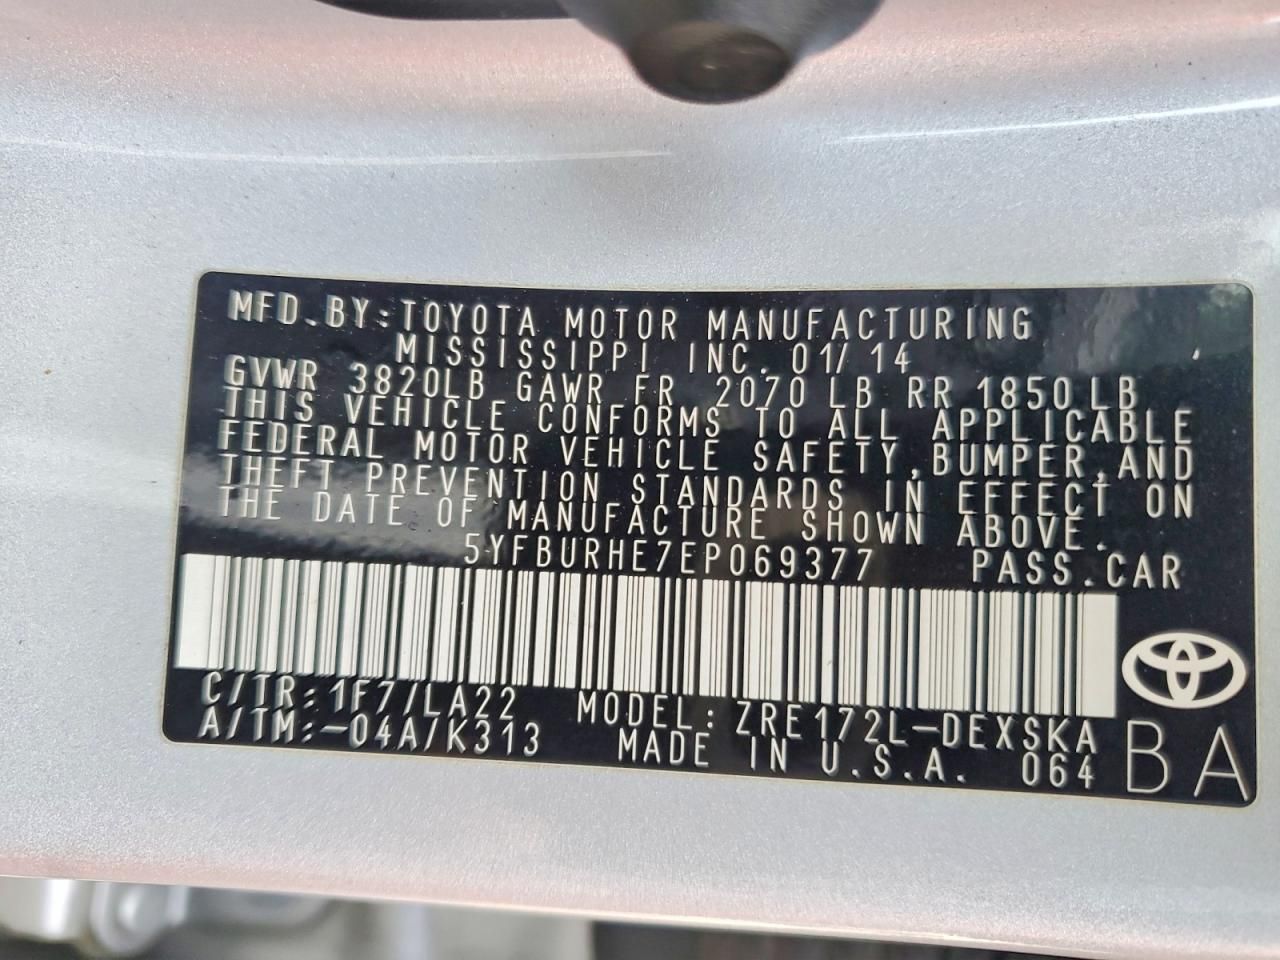 MFD.BY:TOYOTA MOTOR MANUFACTURING
MISSISSIPPI INC. 01/14
GVWR 3820LB GAWR FR 2070 LB RR 1850 LB
THIS VEHICLE CONFORMS TO ALL APPLICABLE
FEDERAL MOTOR VEHICLE SAFETY,BUMPER,AND
THEFT PREVENTION STANDARDS IN EFFECT ON
THE DATE OF MANUFACTURE SHOWN ABOVE.
5YFBURHE7EP069377 PASS.CAR
C/TR:1F7/LA22 MODEL:ZRE172L-DEXSKA
A/TM:-04A/K313 MADE IN U.S.A. 064 BA